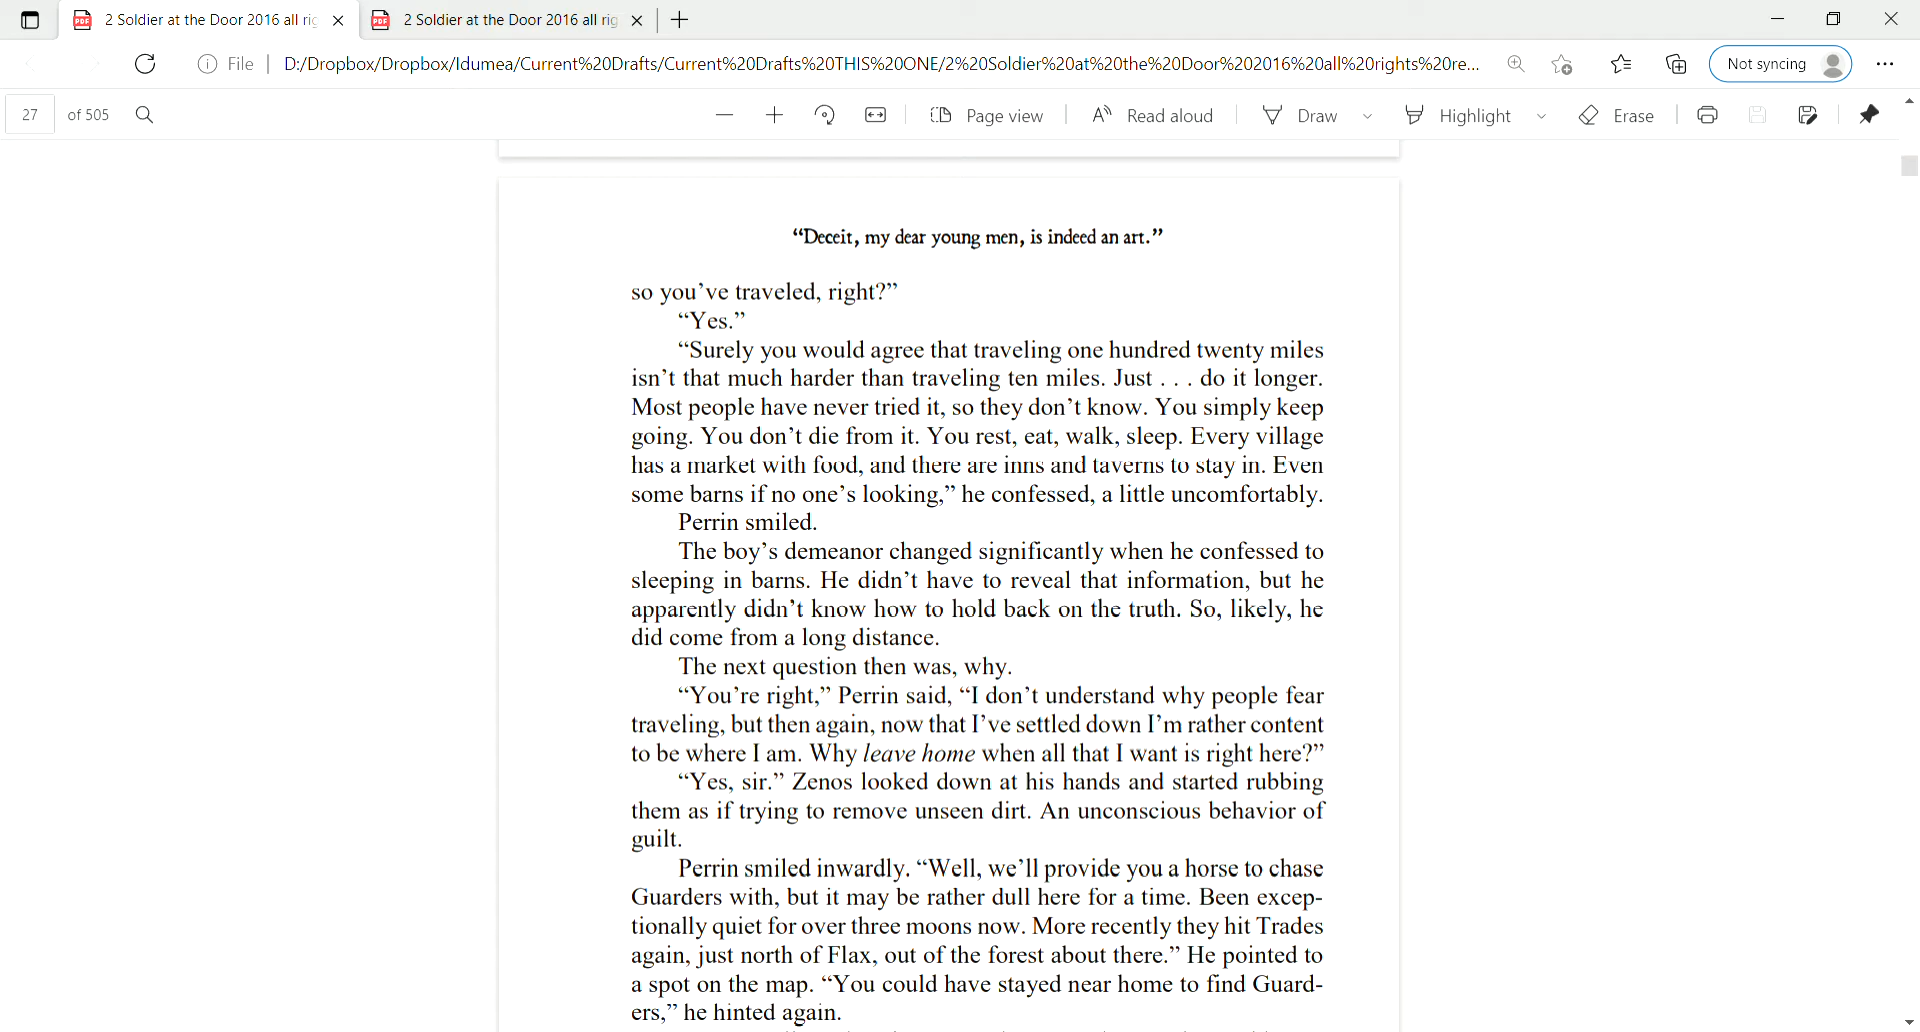 2 Soldier at the Door 2016 all rig
2 Soldier at the Door 2016 all rig
File
D:/Dropbox/Dropbox/Idumea/Current%20Drafts/Current%20Drafts%20THIS%20ONE/2%20Soldier%20at%20the%20Door%202016%20all%20rights%20re...
Not syncing
27 of 505
Page view
Read aloud
Draw
Highlight
Erase
“Deceit, my dear young men, is indeed an art.”
so you’ve traveled, right?”
“Yes.”
“Surely you would agree that traveling one hundred twenty miles
isn’t that much harder than traveling ten miles. Just . . . do it longer.
Most people have never tried it, so they don’t know. You simply keep
going. You don’t die from it. You rest, eat, walk, sleep. Every village
has a market with food, and there are inns and taverns to stay in. Even
some barns if no one’s looking,” he confessed, a little uncomfortably.
Perrin smiled.
The boy’s demeanor changed significantly when he confessed to
sleeping in barns. He didn’t have to reveal that information, but he
apparently didn’t know how to hold back on the truth. So, likely, he
did come from a long distance.
The next question then was, why.
“You’re right,” Perrin said, “I don’t understand why people fear
traveling, but then again, now that I’ve settled down I’m rather content
to be where I am. Why leave home when all that I want is right here?”
“Yes, sir.” Zenos looked down at his hands and started rubbing
them as if trying to remove unseen dirt. An unconscious behavior of
guilt.
Perrin smiled inwardly. “Well, we’ll provide you a horse to chase
Guarders with, but it may be rather dull here for a time. Been excep-
tionally quiet for over three moons now. More recently they hit Trades
again, just north of Flax, out of the forest about there.” He pointed to
a spot on the map. “You could have stayed near home to find Guard-
ers,” he hinted again.